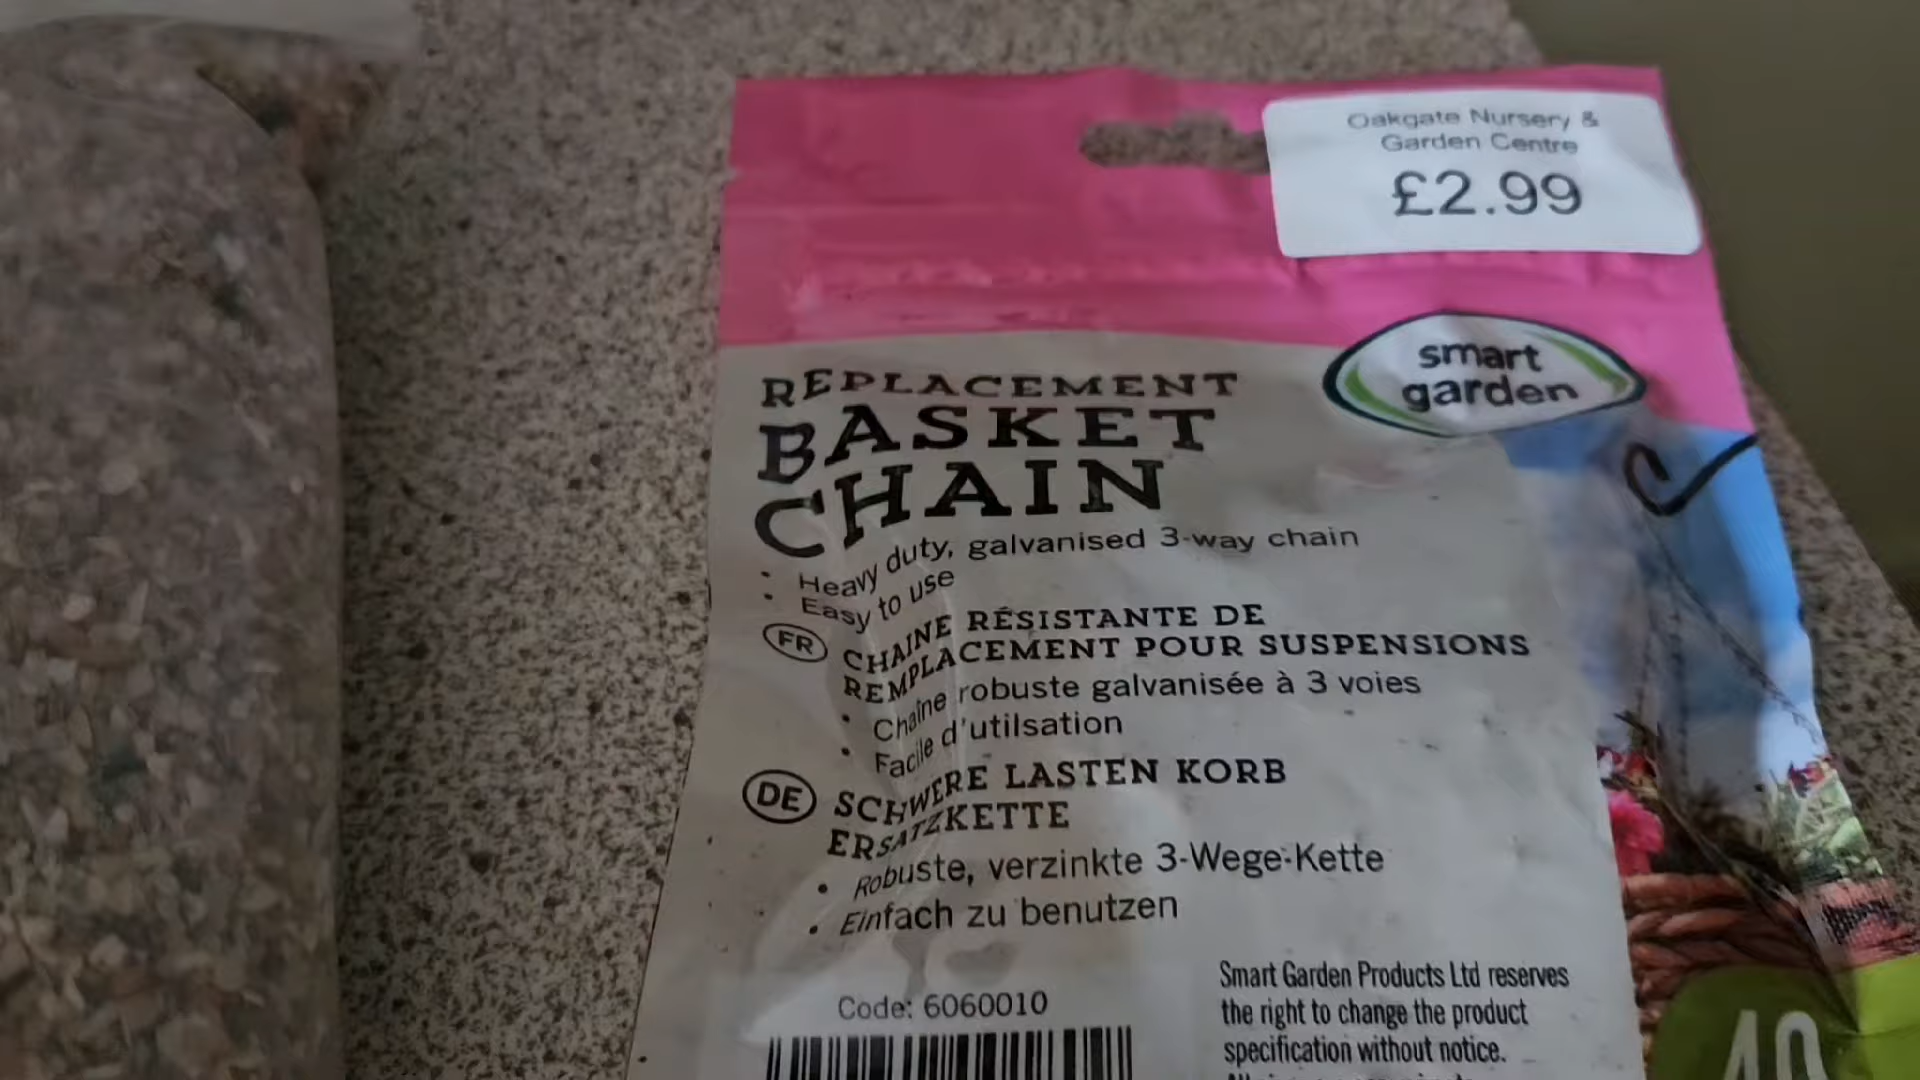 Oakgate Nursery &
Garden Centre
£2.99
smart
garden
REPLACEMENT
BASKET
CHAIN
• Heavy duty, galvanised 3-way chain
• Easy to use
FR CHAINE RÉSISTANTE DE
REMPLACEMENT POUR SUSPENSIONS
• Chaîne robuste galvanisée à 3 voies
• Facile d'utilsation
DE SCHWERE LASTEN KORB
ERSATZKETTE
• Robuste, verzinkte 3-Wege-Kette
• Einfach zu benutzen
Code: 6060010
Smart Garden Products Ltd reserves
the right to change the product
specification without notice.